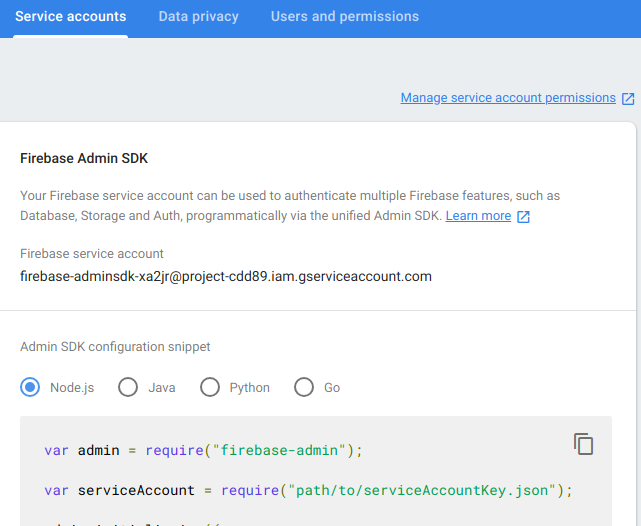 Service accounts Data privacy Users and permissions
Manage service account permissions
Firebase Admin SDK
Your Firebase service account can be used to authenticate multiple Firebase features, such as
Database, Storage and Auth, programmatically via the unified Admin SDK. Learn more
Firebase service account
firebase-adminsdk-xa2jr@project-cdd89.iam.gserviceaccount.com
Admin SDK configuration snippet
Node.js Java Python Go
var admin = require("firebase-admin");
var serviceAccount = require("path/to/serviceAccountKey.json");